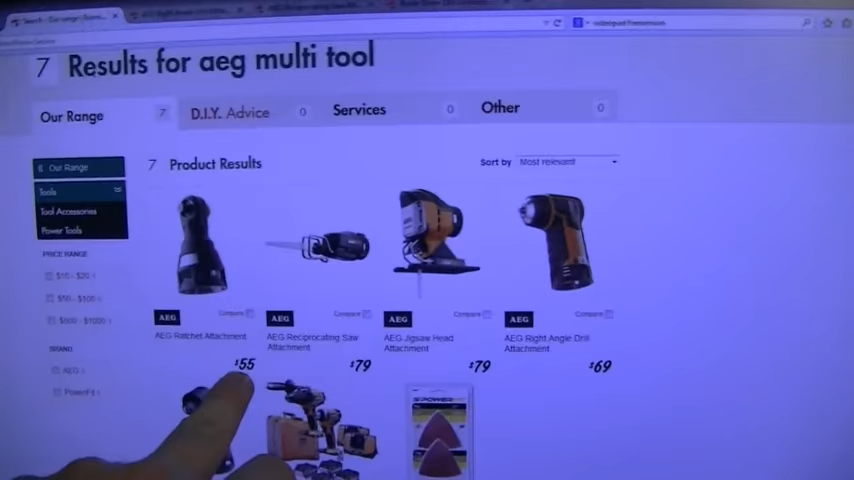 7 Results for aeg multi tool
Our Range 7 D.I.Y. Advice 0 Services 0 Other 0
Our Range
7 Product Results
Sort by Most relevant
Tools
Tool Accessories
Power Tools
PRICE RANGE
$10 - $20
$50 - $100
$500 - $1000
BRAND
AEG
PowerFit
AEG Compare
AEG Ratchet Attachment
$55
AEG Compare
AEG Reciprocating Saw
Attachment
$79
AEG Compare
AEG Jigsaw Head
Attachment
$79
AEG Compare
AEG Right Angle Drill
Attachment
$69
POWER